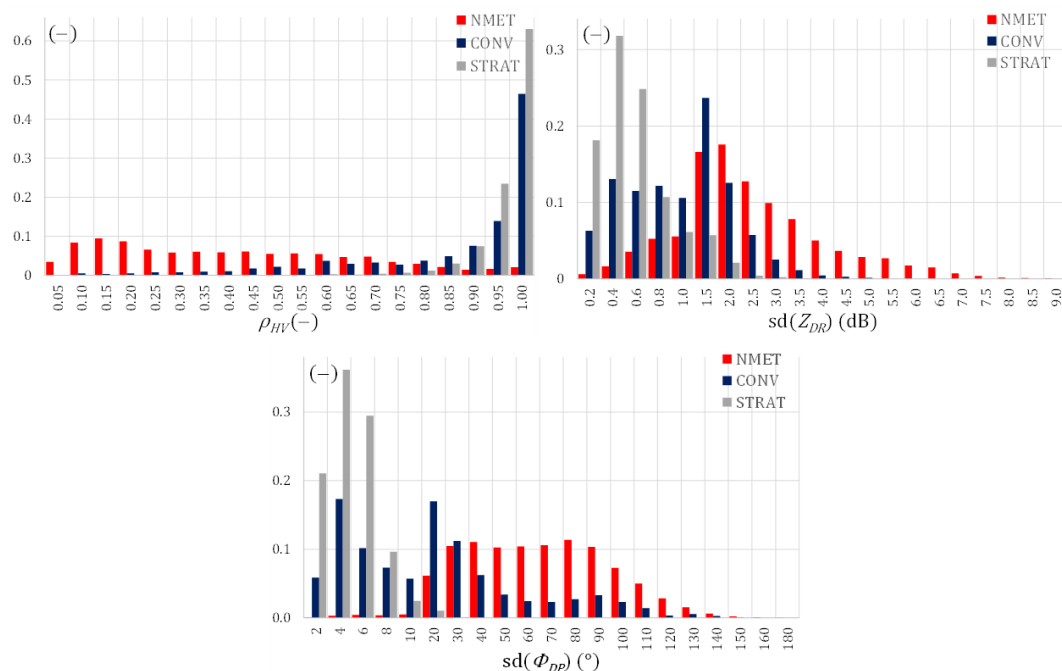 (−)
NMET
CONV
STRAT
0.6
0.5
0.4
0.3
0.2
0.1
0
0.05 0.10 0.15 0.20 0.25 0.30 0.35 0.40 0.45 0.50 0.55 0.60 0.65 0.70 0.75 0.80 0.85 0.90 0.95 1.00
ρHV(−)
(−)
NMET
CONV
STRAT
0.3
0.2
0.1
0
0.2 0.4 0.6 0.8 1.0 1.5 2.0 2.5 3.0 3.5 4.0 4.5 5.0 5.5 6.0 6.5 7.0 7.5 8.0 8.5 9.0
sd(ZDR) (dB)
(−)
NMET
CONV
STRAT
0.3
0.2
0.1
0.0
2 4 6 8 10 20 30 40 50 60 70 80 90 100 110 120 130 140 150 160 180
sd(ΦDP) (°)